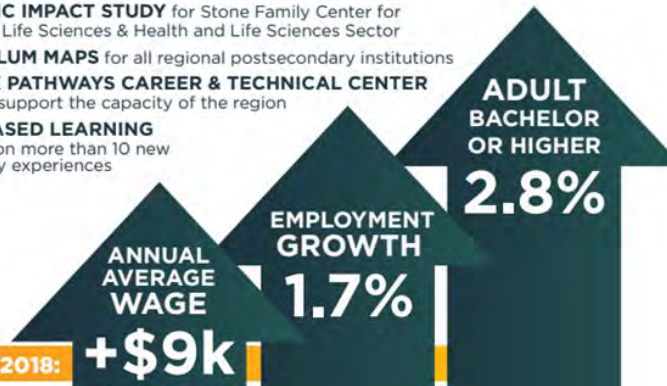 IMPACT STUDY for Stone Family Center for
Life Sciences & Health and Life Sciences Sector
MAPS for all regional postsecondary institutions
PATHWAYS CAREER & TECHNICAL CENTER
support the capacity of the region
LEARNING
on more than 10 new
experiences
ADULT
BACHELOR
OR HIGHER
2.8%
EMPLOYMENT
GROWTH
1.7%
ANNUAL
AVERAGE
WAGE
+$9k
2018: